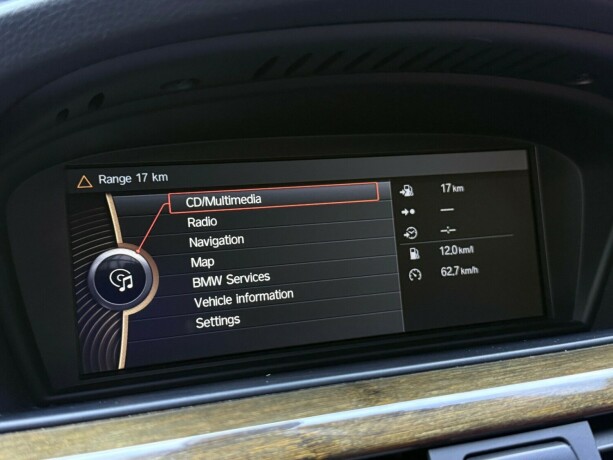 Range 17 km
CD/Multimedia
Radio
Navigation
Map
BMW Services
Vehicle information
Settings
17 km
—
-:-
12.0 km/l
62.7 km/h